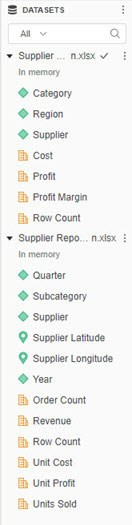 DATASETS
All
Supplier ... n.xlsx
In memory
Category
Region
Supplier
Cost
Profit
Profit Margin
Row Count
Supplier Repo... n.xlsx
In memory
Quarter
Subcategory
Supplier
Supplier Latitude
Supplier Longitude
Year
Order Count
Revenue
Row Count
Unit Cost
Unit Profit
Units Sold